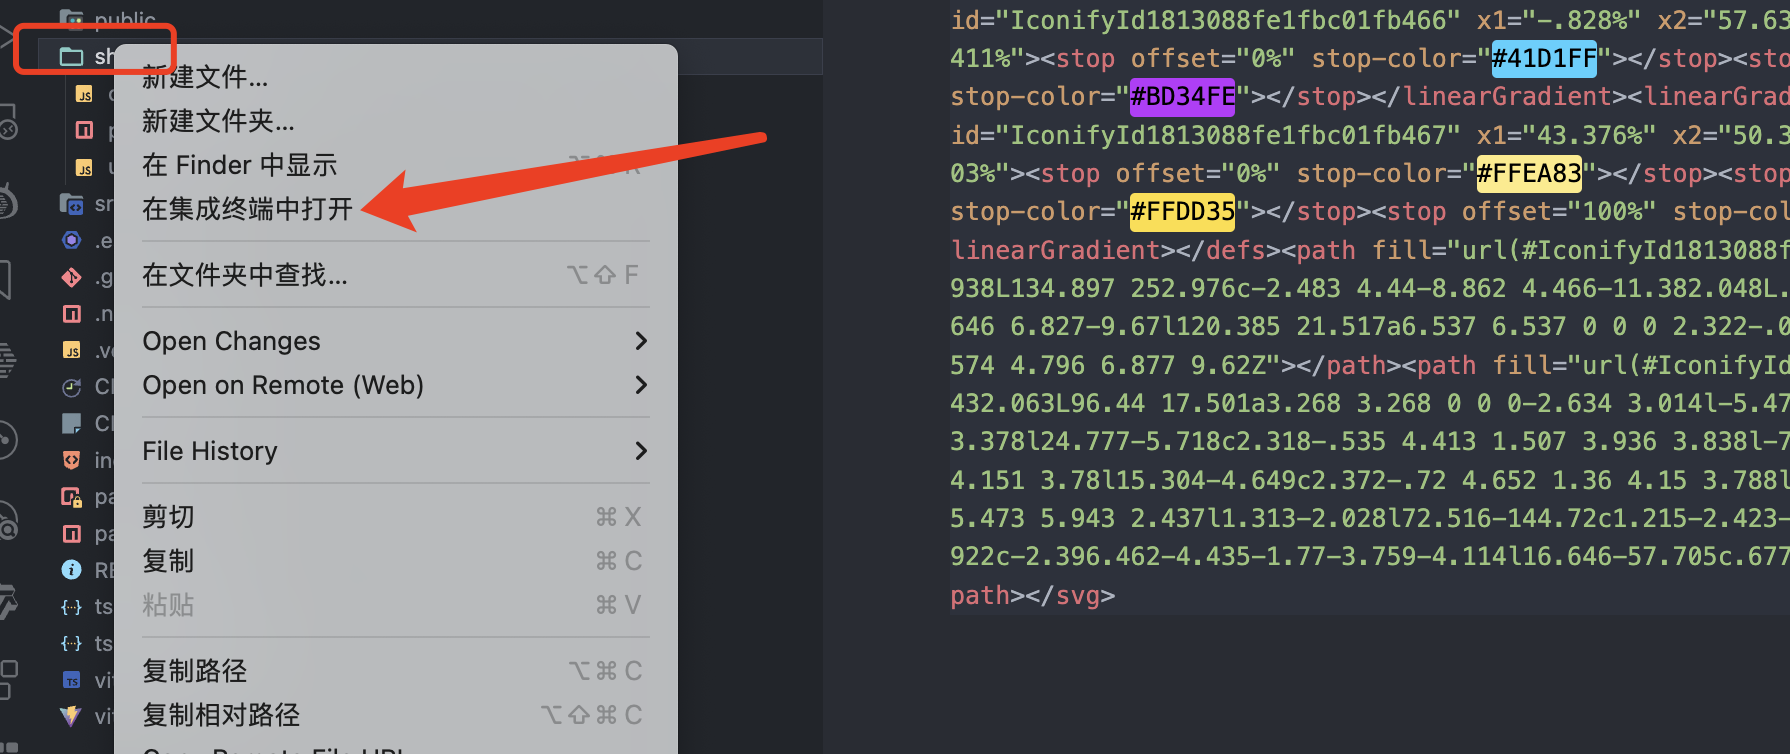 public
sh
新建文件...
新建文件夹...
在 Finder 中显示
在集成终端中打开
在文件夹中查找... ⌥⇧ F
Open Changes
Open on Remote (Web)
File History
剪切 ⌘ X
复制 ⌘ C
粘贴 ⌘ V
复制路径 ⌥⌘ C
复制相对路径 ⌥⇧⌘ C
JS
JS
sr
.e
.g
.n
JS .v
Cl
Cl
in
pa
pa
RE
ts
ts
TS vi
vi
id="IconifyId1813088fe1fbc01fb466" x1="-.828%" x2="57.63
411%"><stop offset="0%" stop-color="#41D1FF"></stop><sto
stop-color="#BD34FE"></stop></linearGradient><linearGrad
id="IconifyId1813088fe1fbc01fb467" x1="43.376%" x2="50.3
03%"><stop offset="0%" stop-color="#FFEA83"></stop><stop
stop-color="#FFDD35"></stop><stop offset="100%" stop-col
linearGradient></defs><path fill="url(#IconifyId1813088f
938L134.897 252.976c-2.483 4.44-8.862 4.466-11.382.048L.
646 6.827-9.67l120.385 21.517a6.537 6.537 0 0 0 2.322-.0
574 4.796 6.877 9.62Z"></path><path fill="url(#IconifyId
432.063L96.44 17.501a3.268 3.268 0 0 0-2.634 3.014l-5.47
3.378l24.777-5.718c2.318-.535 4.413 1.507 3.936 3.838l-7
4.151 3.78l15.304-4.649c2.372-.72 4.652 1.36 4.15 3.788l
5.473 5.943 2.437l1.313-2.028l72.516-144.72c1.215-2.423-
922c-2.396.462-4.435-1.77-3.759-4.114l16.646-57.705c.677
path></svg>